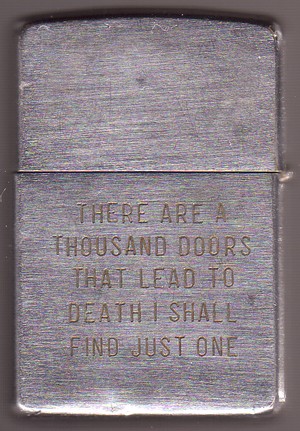 THERE ARE A
THOUSAND DOORS
THAT LEAD TO
DEATH I SHALL
FIND JUST ONE